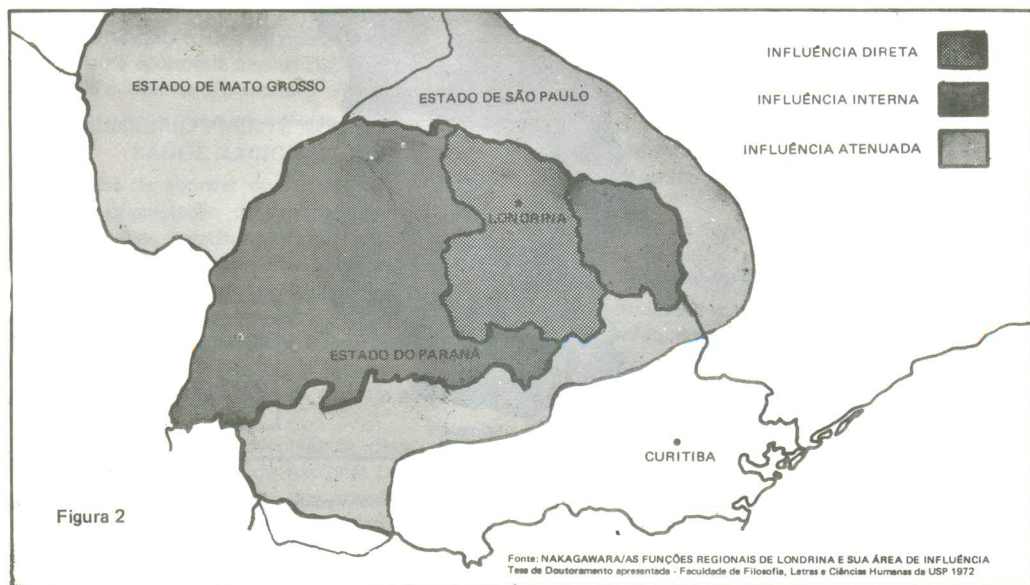 INFLUÊNCIA DIRETA
ESTADO DE MATO GROSSO
ESTADO DE SÃO PAULO
INFLUÊNCIA INTERNA
INFLUÊNCIA ATENUADA
LONDRINA
ESTADO DO PARANÁ
CURITIBA
Figura 2
Fonte: NAKAGAWARA/AS FUNÇÕES REGIONAIS DE LONDRINA E SUA ÁREA DE INFLUÊNCIA
Tese de Doutoramento apresentada - Faculdade de Filosofia, Letras e Ciências Humanas da USP 1972